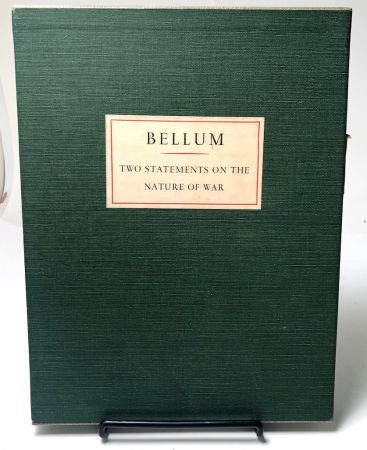 BELLUM
TWO STATEMENTS ON THE
NATURE OF WAR